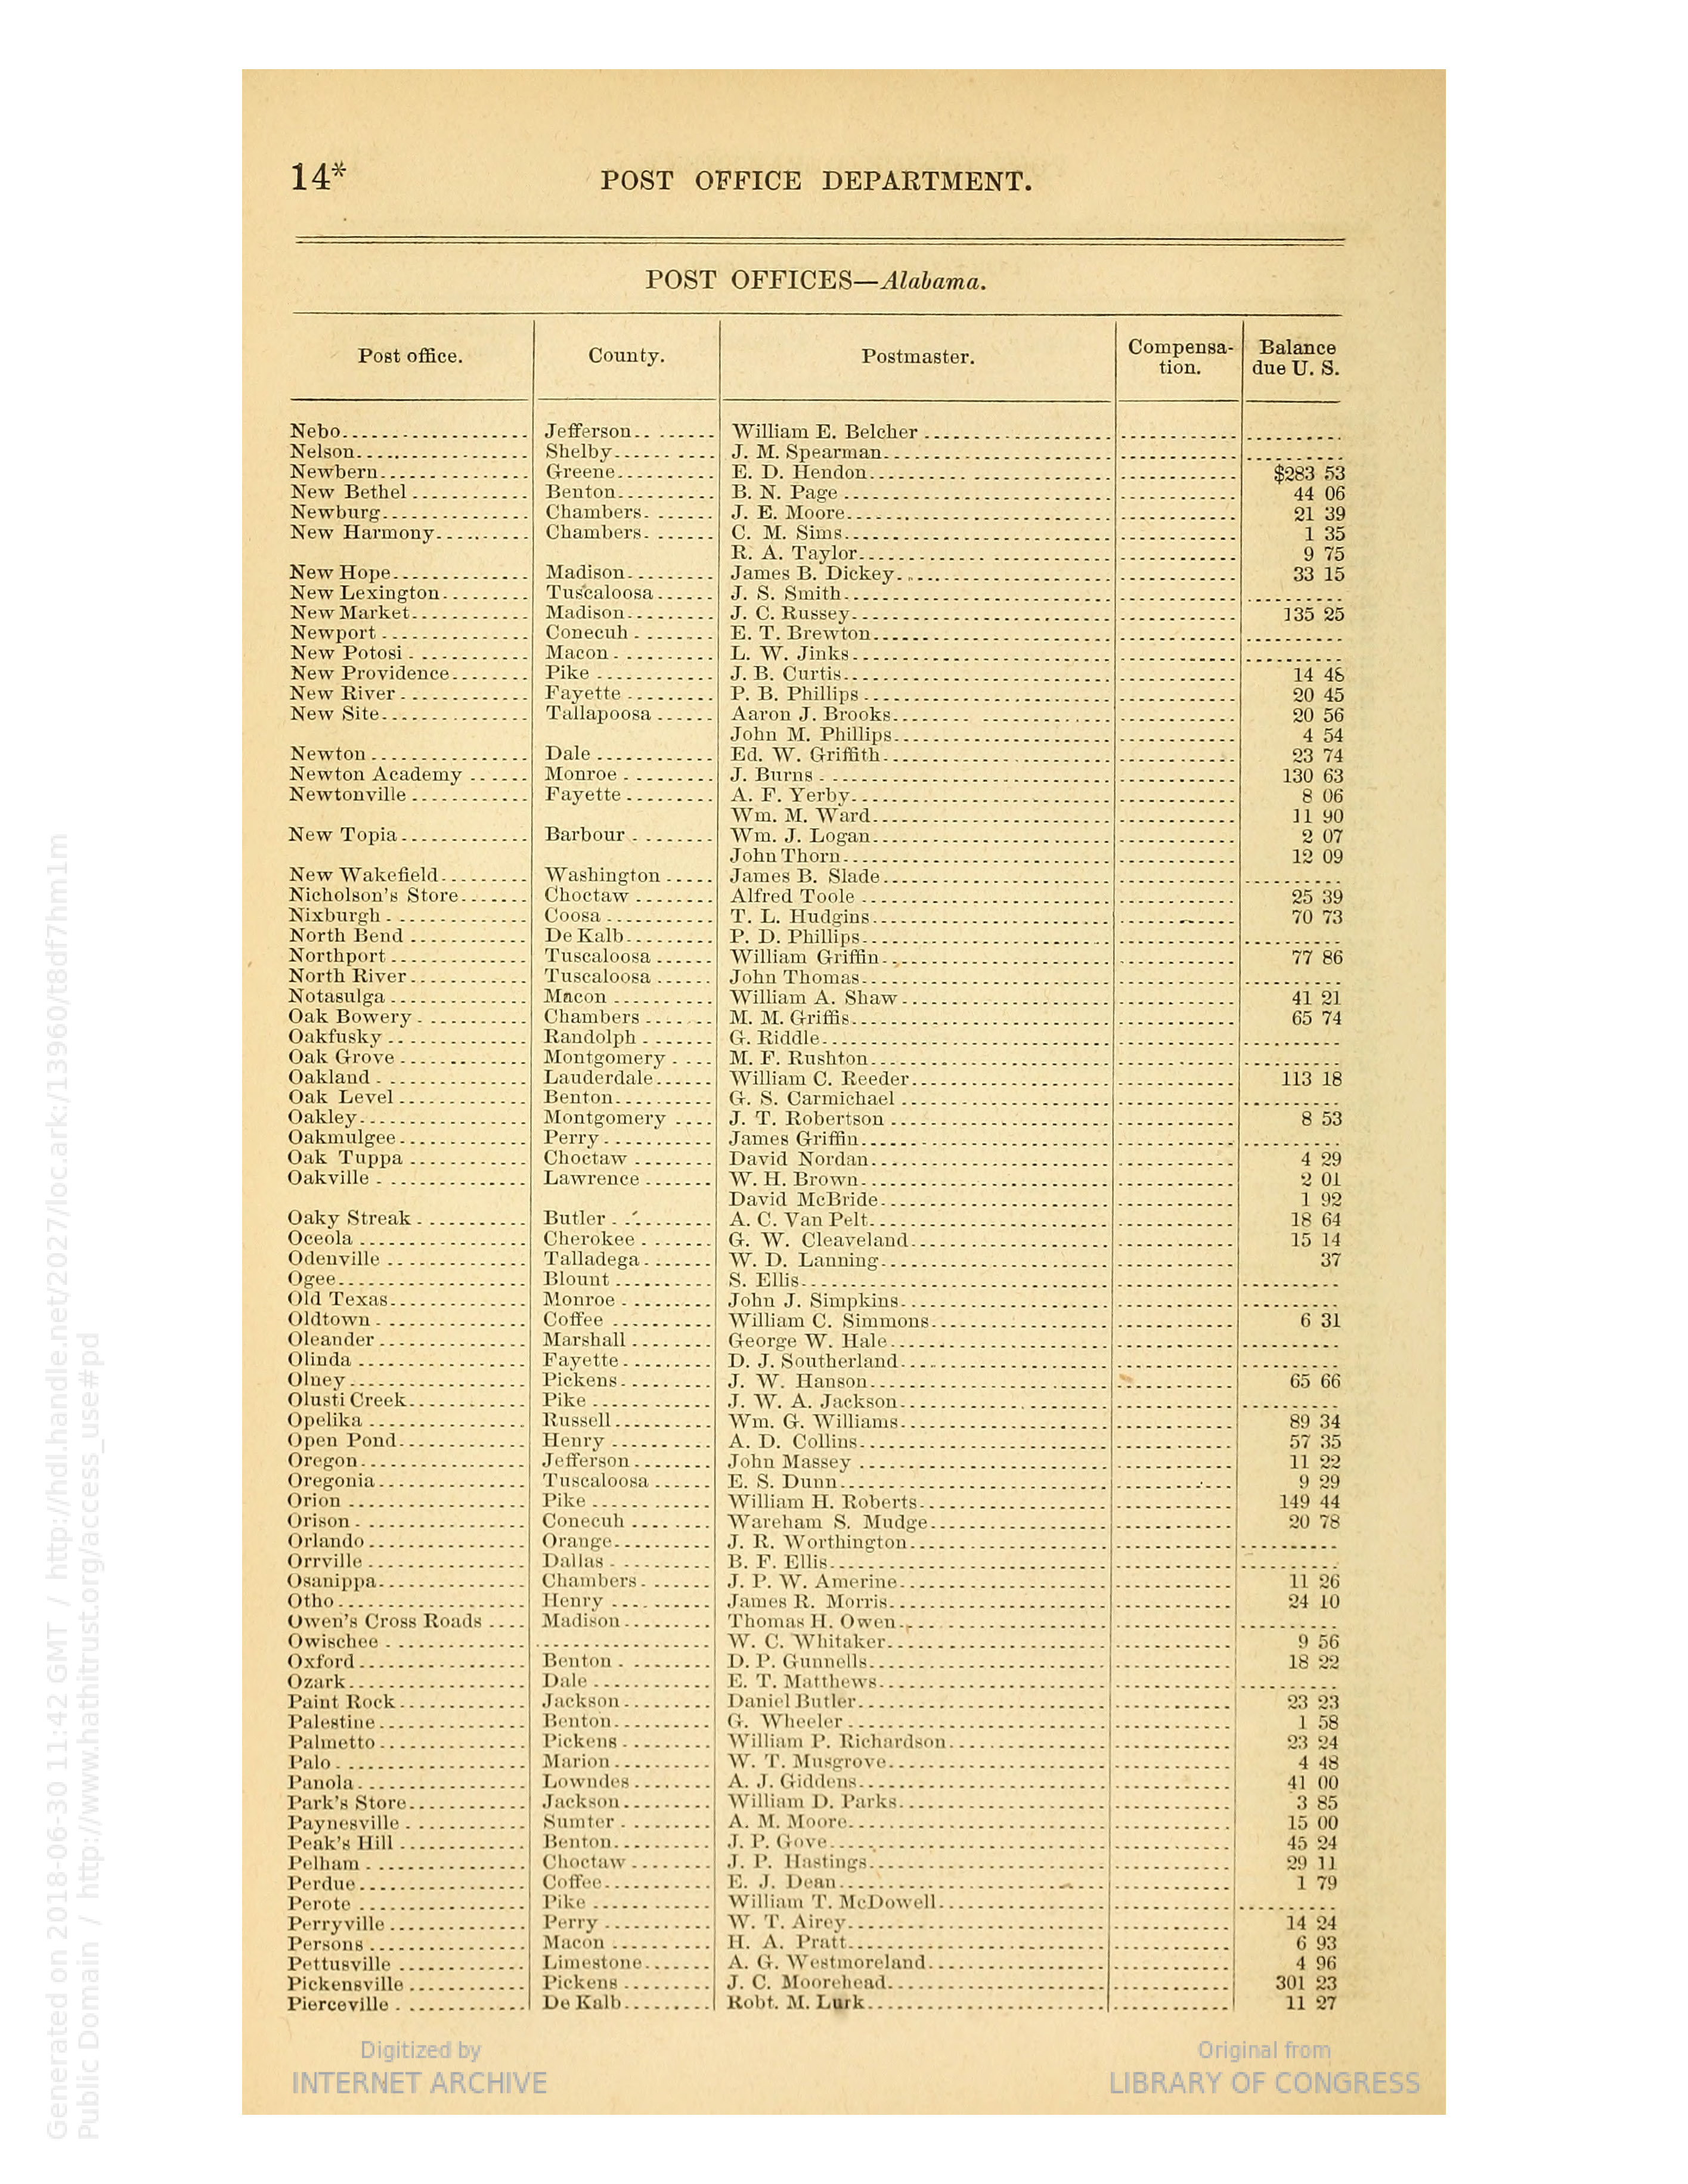 14*
POST OFFICE DEPARTMENT.
POST OFFICES—Alabama.
Post office. County. Postmaster. Compensa-tion. Balance due U. S.
Nebo Jefferson William E. Belcher
Nelson Shelby J. M. Spearman
Newbern Greene E. D. Hendon $283 53
New Bethel Benton B. N. Page 44 06
Newburg Chambers J. E. Moore 21 39
New Harmony Chambers C. M. Sims 1 35
R. A. Taylor 9 75
New Hope Madison James B. Dickey 33 15
New Lexington Tuscaloosa J. S. Smith
New Market Madison J. C. Russey 135 25
Newport Conecuh E. T. Brewton
New Potosi Macon L. W. Jinks
New Providence Pike J. B. Curtis 14 48
New River Fayette P. B. Phillips 20 45
New Site Tallapoosa Aaron J. Brooks 20 56
John M. Phillips 4 54
Newton Dale Ed. W. Griffith 23 74
Newton Academy Monroe J. Burns 130 63
Newtonville Fayette A. F. Yerby 8 06
Wm. M. Ward 11 90
New Topia Barbour Wm. J. Logan 2 07
John Thorn 12 09
New Wakefield Washington James B. Slade
Nicholson's Store Choctaw Alfred Toole 25 39
Nixburgh Coosa T. L. Hudgins 70 73
North Bend De Kalb P. D. Phillips
Northport Tuscaloosa William Griffin 77 86
North River Tuscaloosa John Thomas
Notasulga Macon William A. Shaw 41 21
Oak Bowery Chambers M. M. Griffis 65 74
Oakfusky Randolph G. Riddle
Oak Grove Montgomery M. F. Rushton
Oakland Lauderdale William C. Reeder 113 18
Oak Level Benton G. S. Carmichael
Oakley Montgomery J. T. Robertson 8 53
Oakmulgee Perry James Griffin
Oak Tuppa Choctaw David Nordan 4 29
Oakville Lawrence W. H. Brown 2 01
David McBride 1 92
Oaky Streak Butler A. C. Van Pelt 18 64
Oceola Cherokee G. W. Cleaveland 15 14
Odenville Talladega W. D. Lanning 37
Ogee Blount S. Ellis
Old Texas Monroe John J. Simpkins
Oldtown Coffee William C. Simmons 6 31
Oleander Marshall George W. Hale
Olinda Fayette D. J. Southerland
Olney Pickens J. W. Hanson 65 66
Olusti Creek Pike J. W. A. Jackson
Opelika Russell Wm. G. Williams 89 34
Open Pond Henry A. D. Collins 57 35
Oregon Jefferson John Massey 11 22
Oregonia Tuscaloosa E. S. Dunn 9 29
Orion Pike William H. Roberts 149 44
Orison Conecuh Wareham S. Mudge 20 78
Orlando Orange J. R. Worthington
Orrville Dallas B. F. Ellis
Osanippa Chambers J. P. W. Amerine 11 26
Otho Henry James R. Morris 24 10
Owen's Cross Roads Madison Thomas H. Owen
Owischee W. C. Whitaker 9 56
Oxford Benton D. P. Gunnells 18 22
Ozark Dale E. T. Matthews
Paint Rock Jackson Daniel Butler 23 23
Palestine Benton G. Wheeler 1 58
Palmetto Pickens William P. Richardson 23 24
Palo Marion W. T. Musgrove 4 48
Panola Lowndes A. J. Giddens 41 00
Park's Store Jackson William D. Parks 3 85
Paynesville Sumter A. M. Moore 15 00
Peak's Hill Benton J. P. Gove 45 24
Pelham Choctaw J. P. Hastings 29 11
Perdue Coffee E. J. Dean 1 79
Perote Pike William T. McDowell
Perryville Perry W. T. Airey 14 24
Persons Macon H. A. Pratt 6 93
Pettusville Limestone A. G. Westmoreland 4 96
Pickensville Pickens J. C. Moorehead 301 23
Pierceville De Kalb Robt. M. Lurk 11 27
Digitized by
INTERNET ARCHIVE
Original from
LIBRARY OF CONGRESS
Generated on 2018-06-30 11:42 GMT / http://hdl.handle.net/2027/loc.ark:/13960/t8df7hm1m
Public Domain / http://www.hathitrust.org/access_use#pd